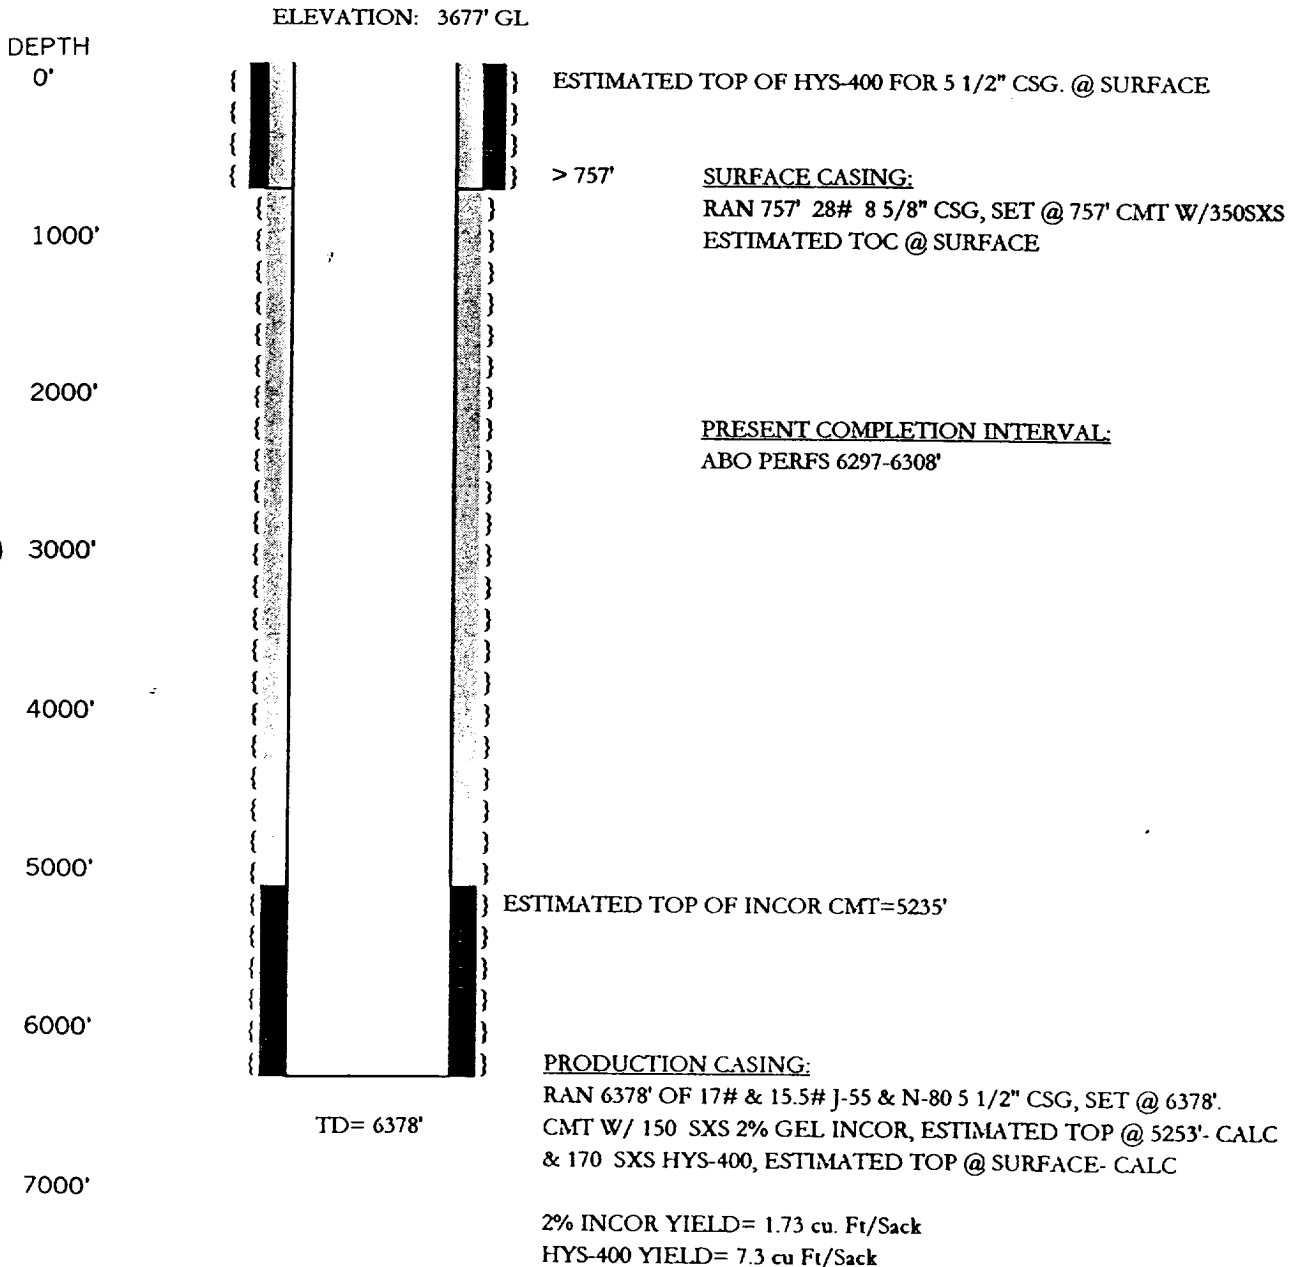 ELEVATION: 3677' GL
DEPTH
0'
ESTIMATED TOP OF HYS-400 FOR 5 1/2" CSG. @ SURFACE
> 757'
SURFACE CASING:
RAN 757' 28# 8 5/8" CSG, SET @ 757' CMT W/350SXS
1000'
ESTIMATED TOC @ SURFACE
2000'
PRESENT COMPLETION INTERVAL:
ABO PERFS 6297-6308'
3000'
4000'
5000'
ESTIMATED TOP OF INCOR CMT=5235'
6000'
PRODUCTION CASING:
RAN 6378' OF 17# & 15.5# J-55 & N-80 5 1/2" CSG, SET @ 6378'.
TD= 6378'
CMT W/ 150 SXS 2% GEL INCOR, ESTIMATED TOP @ 5253'- CALC
& 170 SXS HYS-400, ESTIMATED TOP @ SURFACE- CALC
7000'
2% INCOR YIELD= 1.73 cu. Ft/Sack
HYS-400 YIELD= 7.3 cu Ft/Sack